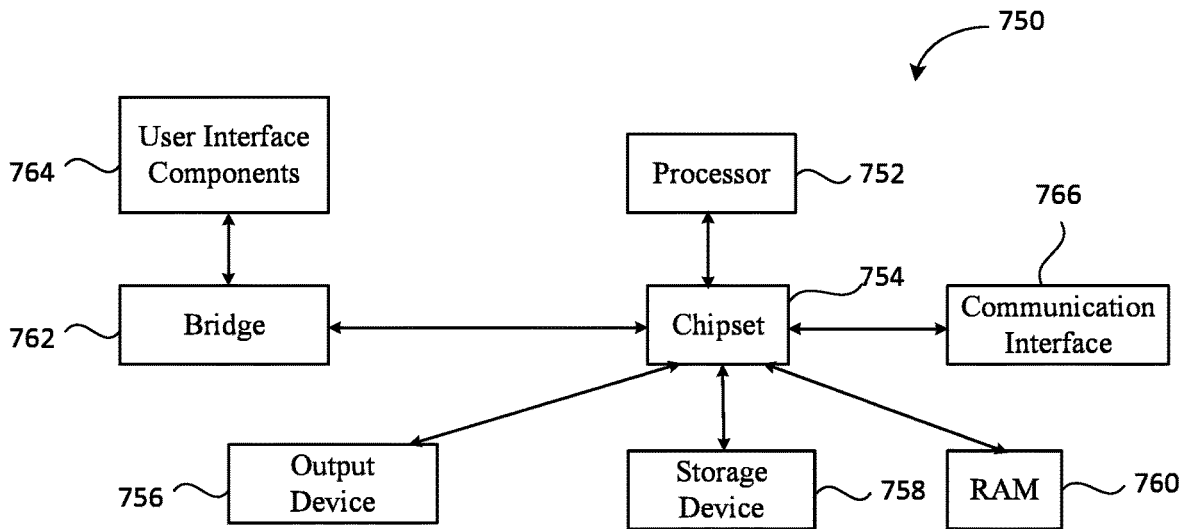 750
User Interface
Components
764
Processor
752
766
754
Bridge
762
Chipset
Communication
Interface
Output
Device
756
Storage
Device
758
RAM
760